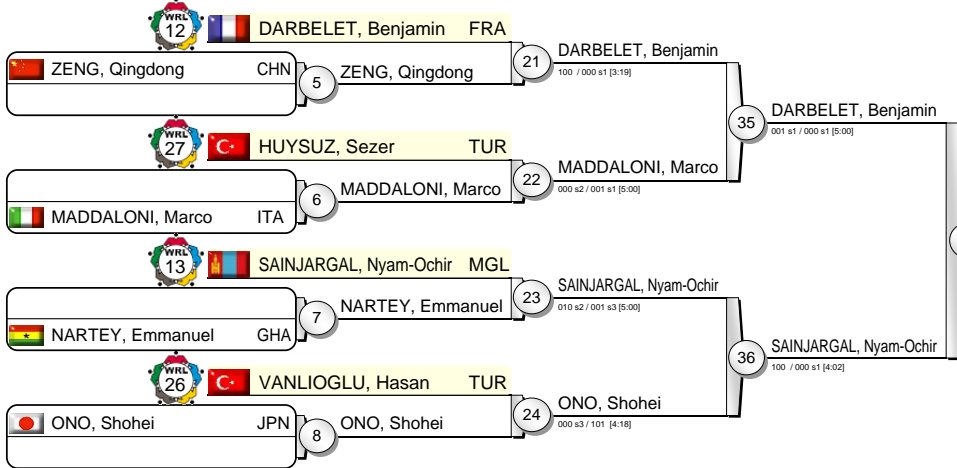 WRL
12
DARBELET, Benjamin FRA
ZENG, Qingdong CHN
5
ZENG, Qingdong
21
DARBELET, Benjamin
100 / 000 s1 [3:19]
WRL
27
HUYSUZ, Sezer TUR
MADDALONI, Marco ITA
6
MADDALONI, Marco
22
MADDALONI, Marco
000 s2 / 001 s1 [5:00]
35
DARBELET, Benjamin
001 s1 / 000 s1 [5:00]
WRL
13
SAINJARGAL, Nyam-Ochir MGL
NARTEY, Emmanuel GHA
7
NARTEY, Emmanuel
23
SAINJARGAL, Nyam-Ochir
010 s2 / 001 s3 [5:00]
WRL
26
VANLIOGLU, Hasan TUR
ONO, Shohei JPN
8
ONO, Shohei
24
ONO, Shohei
000 s3 / 101 [4:18]
36
SAINJARGAL, Nyam-Ochir
100 / 000 s1 [4:02]